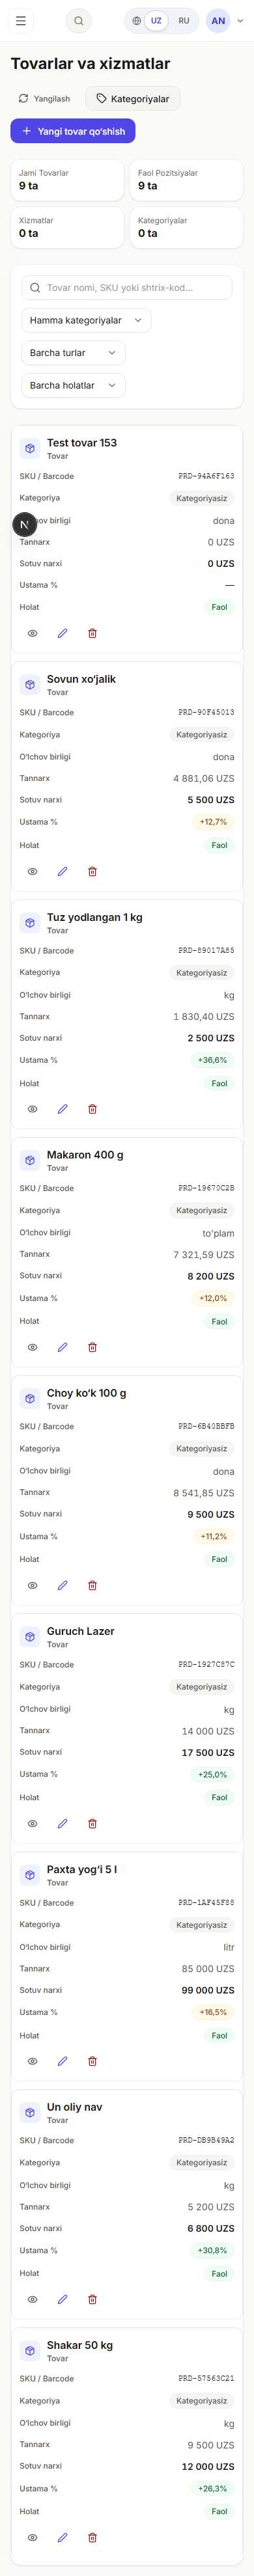 UZ RU AN
Tovarlar va xizmatlar
Yangilash Kategoriyalar
+ Yangi tovar qo‘shish
Jami Tovarlar Faol Pozitsiyalar
9 ta 9 ta
Xizmatlar Kategoriyalar
0 ta 0 ta
Tovar nomi, SKU yoki shtrix-kod...
Hamma kategoriyalar
Barcha turlar
Barcha holatlar
Test tovar 153
Tovar
SKU / Barcode PRD-94A6F163
Kategoriya Kategoriyasiz
N birligi dona
Tannarx 0 UZS
Sotuv narxi 0 UZS
Ustama % —
Holat Faol
Sovun xo‘jalik
Tovar
SKU / Barcode PRD-90F45013
Kategoriya Kategoriyasiz
O‘lchov birligi dona
Tannarx 4 881,06 UZS
Sotuv narxi 5 500 UZS
Ustama % +12,7%
Holat Faol
Tuz yodlangan 1 kg
Tovar
SKU / Barcode PRD-89017A85
Kategoriya Kategoriyasiz
O‘lchov birligi kg
Tannarx 1 830,40 UZS
Sotuv narxi 2 500 UZS
Ustama % +36,6%
Holat Faol
Makaron 400 g
Tovar
SKU / Barcode PRD-19670C2B
Kategoriya Kategoriyasiz
O‘lchov birligi to'plam
Tannarx 7 321,59 UZS
Sotuv narxi 8 200 UZS
Ustama % +12,0%
Holat Faol
Choy ko‘k 100 g
Tovar
SKU / Barcode PRD-6B40BBFB
Kategoriya Kategoriyasiz
O‘lchov birligi dona
Tannarx 8 541,85 UZS
Sotuv narxi 9 500 UZS
Ustama % +11,2%
Holat Faol
Guruch Lazer
Tovar
SKU / Barcode PRD-1927C87C
Kategoriya Kategoriyasiz
O‘lchov birligi kg
Tannarx 14 000 UZS
Sotuv narxi 17 500 UZS
Ustama % +25,0%
Holat Faol
Paxta yog‘i 5 l
Tovar
SKU / Barcode PRD-1AF45F88
Kategoriya Kategoriyasiz
O‘lchov birligi litr
Tannarx 85 000 UZS
Sotuv narxi 99 000 UZS
Ustama % +16,5%
Holat Faol
Un oliy nav
Tovar
SKU / Barcode PRD-DB9B49A2
Kategoriya Kategoriyasiz
O‘lchov birligi kg
Tannarx 5 200 UZS
Sotuv narxi 6 800 UZS
Ustama % +30,8%
Holat Faol
Shakar 50 kg
Tovar
SKU / Barcode PRD-57563C21
Kategoriya Kategoriyasiz
O‘lchov birligi kg
Tannarx 9 500 UZS
Sotuv narxi 12 000 UZS
Ustama % +26,3%
Holat Faol